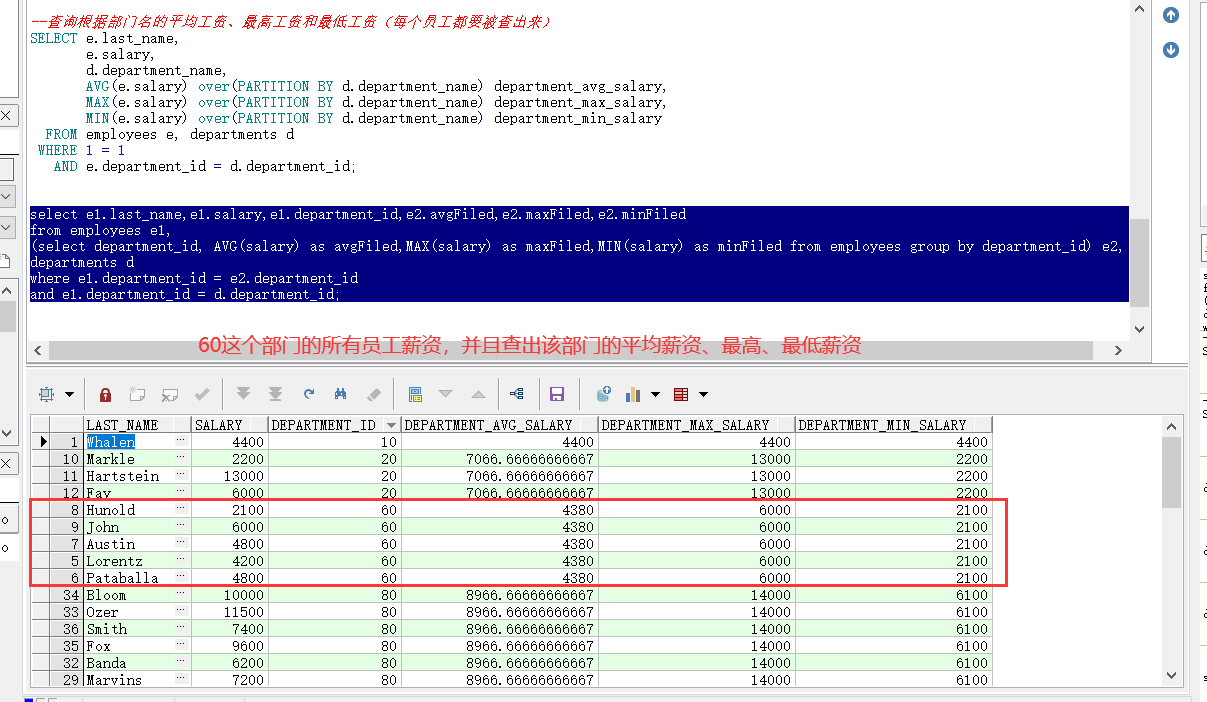 --查询根据部门名的平均工资、最高工资和最低工资（每个员工都要被查出来）
SELECT e.last_name,
e.salary,
d.department_name,
AVG(e.salary) over(PARTITION BY d.department_name) department_avg_salary,
MAX(e.salary) over(PARTITION BY d.department_name) department_max_salary,
MIN(e.salary) over(PARTITION BY d.department_name) department_min_salary
FROM employees e, departments d
WHERE 1 = 1
AND e.department_id = d.department_id;
select e1.last_name,e1.salary,e1.department_id,e2.avgFiled,e2.maxFiled,e2.minFiled
from employees e1,
(select department_id, AVG(salary) as avgFiled,MAX(salary) as maxFiled,MIN(salary) as minFiled from employees group by department_id) e2,
departments d
where e1.department_id = e2.department_id
and e1.department_id = d.department_id;
60这个部门的所有员工薪资，并且查出该部门的平均薪资、最高、最低薪资
LAST_NAME SALARY DEPARTMENT_ID DEPARTMENT_AVG_SALARY DEPARTMENT_MAX_SALARY DEPARTMENT_MIN_SALARY
1 Whalen ... 4400 10 4400 4400 4400
10 Markle ... 2200 20 7066.66666666667 13000 2200
11 Hartstein ... 13000 20 7066.66666666667 13000 2200
12 Fay ... 6000 20 7066.66666666667 13000 2200
8 Hunold ... 2100 60 4380 6000 2100
9 John ... 6000 60 4380 6000 2100
7 Austin ... 4800 60 4380 6000 2100
5 Lorentz ... 4200 60 4380 6000 2100
6 Pataballa ... 4800 60 4380 6000 2100
34 Bloom ... 10000 80 8966.66666666667 14000 6100
33 Ozer ... 11500 80 8966.66666666667 14000 6100
36 Smith ... 7400 80 8966.66666666667 14000 6100
35 Fox ... 9600 80 8966.66666666667 14000 6100
32 Banda ... 6200 80 8966.66666666667 14000 6100
29 Marvins ... 7200 80 8966.66666666667 14000 6100